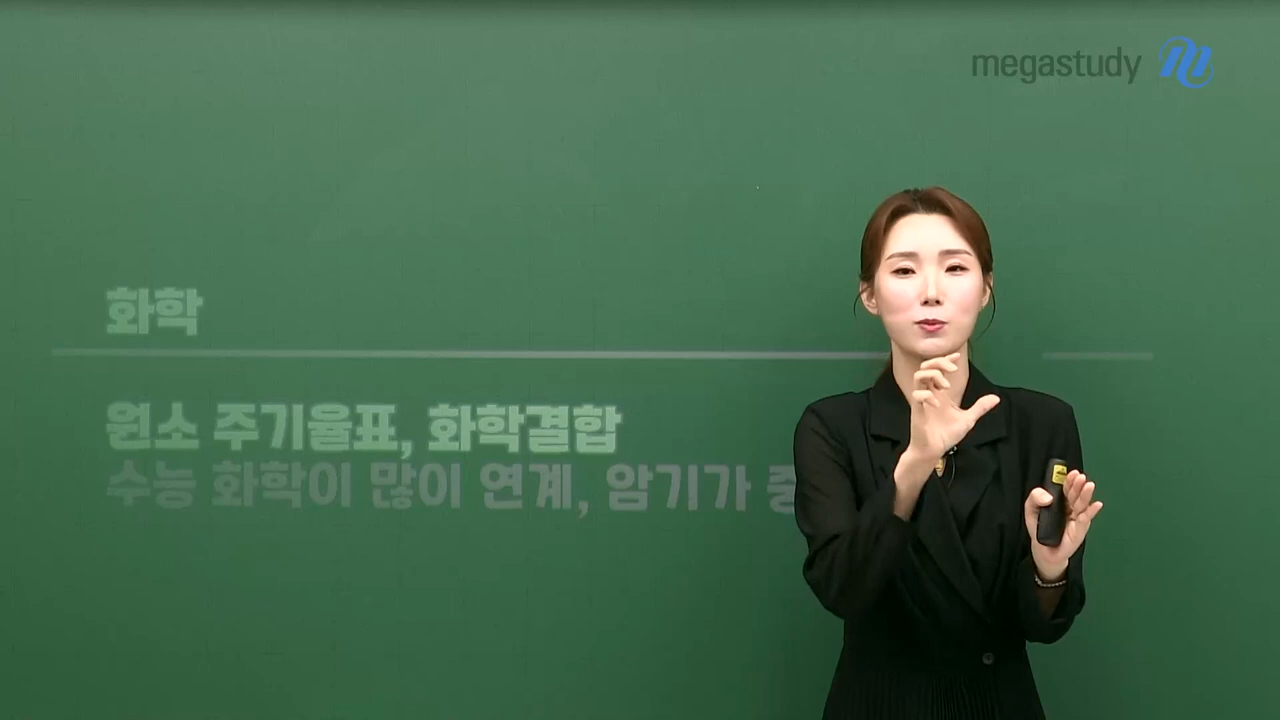 megastudy
화학
원소 주기율표, 화학결합
수능 화학이 많이 연계, 암기가